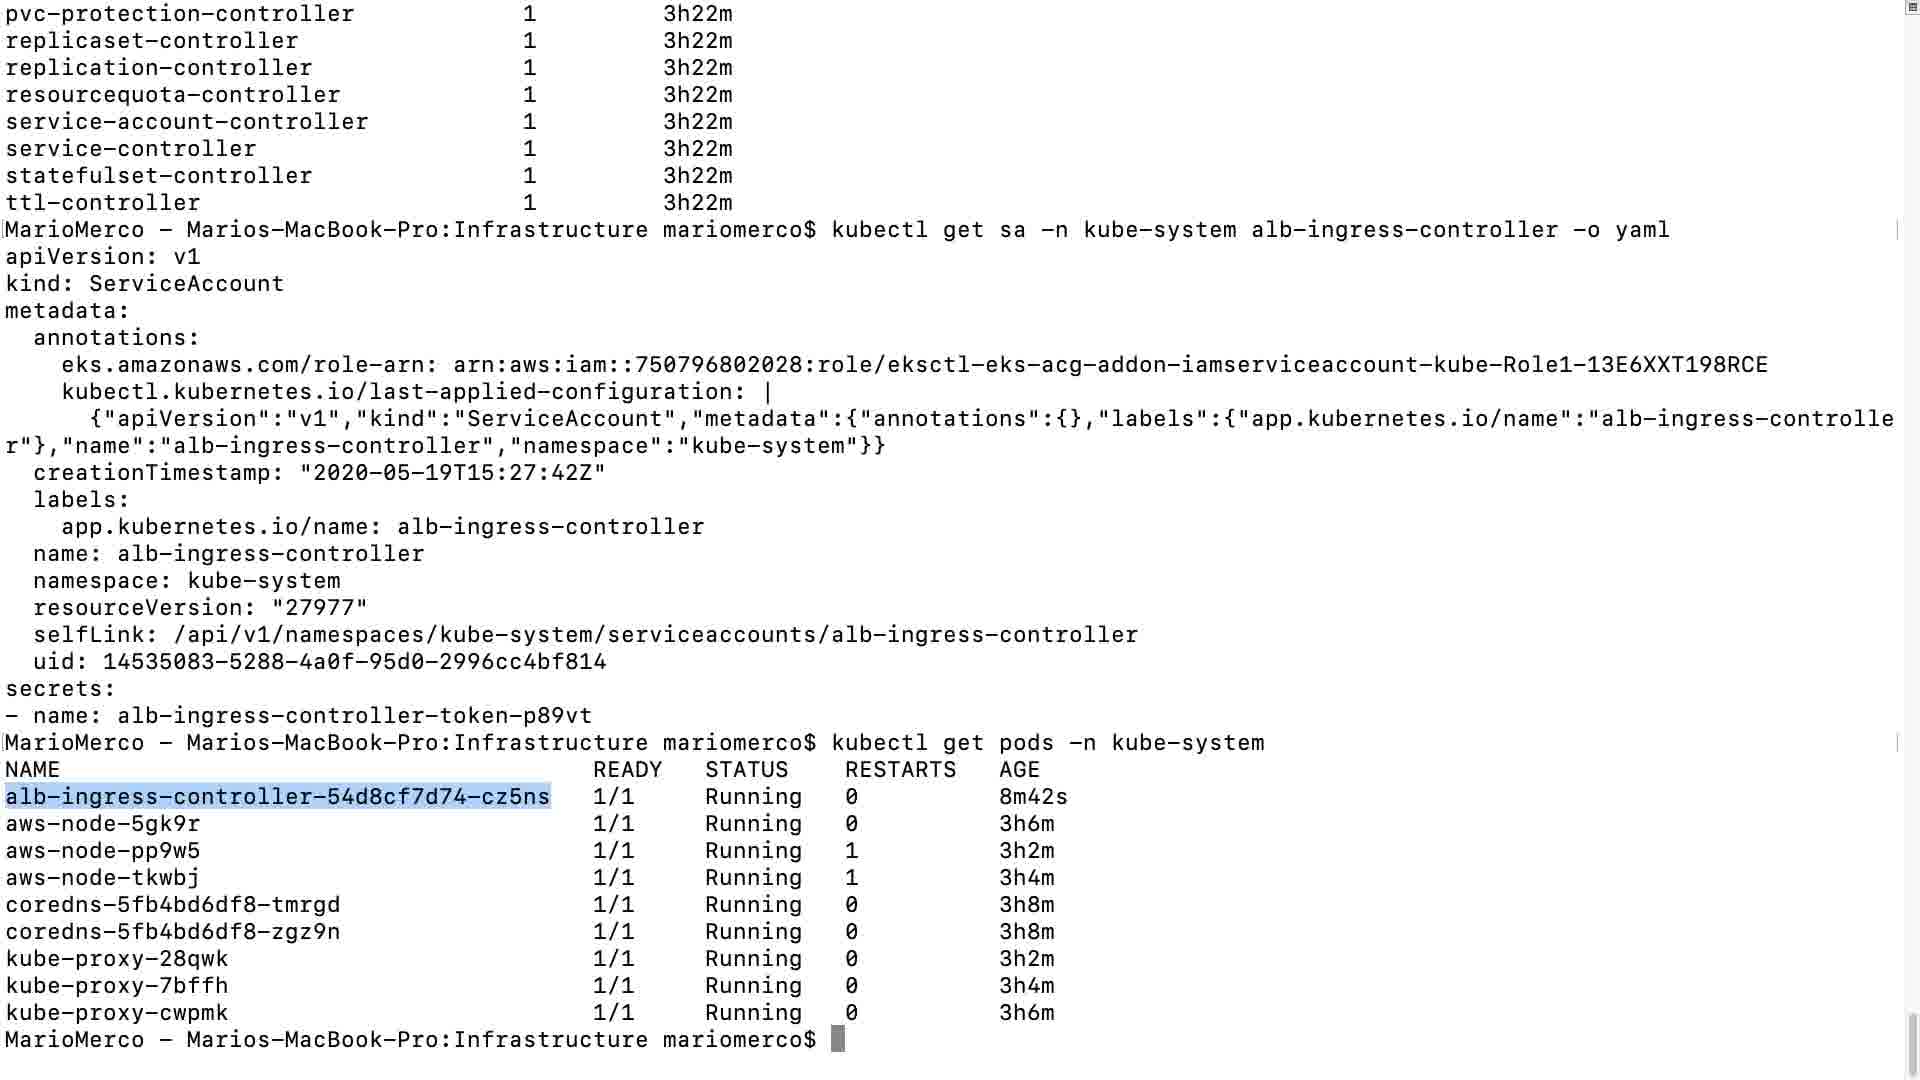 pvc-protection-controller 1 3h22m
replicaset-controller 1 3h22m
replication-controller 1 3h22m
resourcequota-controller 1 3h22m
service-account-controller 1 3h22m
service-controller 1 3h22m
statefulset-controller 1 3h22m
ttl-controller 1 3h22m
MarioMerco - Marios-MacBook-Pro:Infrastructure mariomerco$ kubectl get sa -n kube-system alb-ingress-controller -o yaml
apiVersion: v1
kind: ServiceAccount
metadata:
  annotations:
    eks.amazonaws.com/role-arn: arn:aws:iam::750796802028:role/eksctl-eks-acg-addon-iamserviceaccount-kube-Role1-13E6XXT198RCE
    kubectl.kubernetes.io/last-applied-configuration: |
      {"apiVersion":"v1","kind":"ServiceAccount","metadata":{"annotations":{},"labels":{"app.kubernetes.io/name":"alb-ingress-controlle
r"},"name":"alb-ingress-controller","namespace":"kube-system"}}
  creationTimestamp: "2020-05-19T15:27:42Z"
  labels:
    app.kubernetes.io/name: alb-ingress-controller
  name: alb-ingress-controller
  namespace: kube-system
  resourceVersion: "27977"
  selfLink: /api/v1/namespaces/kube-system/serviceaccounts/alb-ingress-controller
  uid: 14535083-5288-4a0f-95d0-2996cc4bf814
secrets:
- name: alb-ingress-controller-token-p89vt
MarioMerco - Marios-MacBook-Pro:Infrastructure mariomerco$ kubectl get pods -n kube-system
NAME READY STATUS RESTARTS AGE
alb-ingress-controller-54d8cf7d74-cz5ns 1/1 Running 0 8m42s
aws-node-5gk9r 1/1 Running 0 3h6m
aws-node-pp9w5 1/1 Running 1 3h2m
aws-node-tkwbj 1/1 Running 1 3h4m
coredns-5fb4bd6df8-tmrgd 1/1 Running 0 3h8m
coredns-5fb4bd6df8-zgz9n 1/1 Running 0 3h8m
kube-proxy-28qwk 1/1 Running 0 3h2m
kube-proxy-7bffh 1/1 Running 0 3h4m
kube-proxy-cwpmk 1/1 Running 0 3h6m
MarioMerco - Marios-MacBook-Pro:Infrastructure mariomerco$